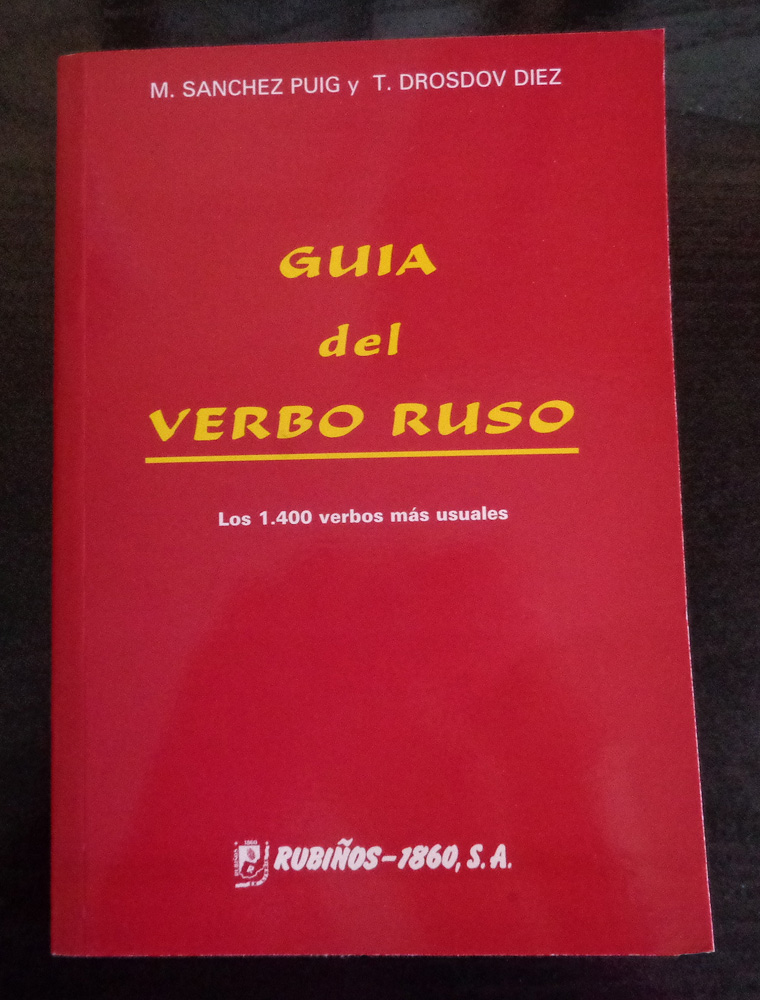 M. SANCHEZ PUIG y T. DROSDOV DIEZ
GUIA
del
VERBO RUSO
Los 1.400 verbos más usuales
RUBIÑOS-1860, S.A.